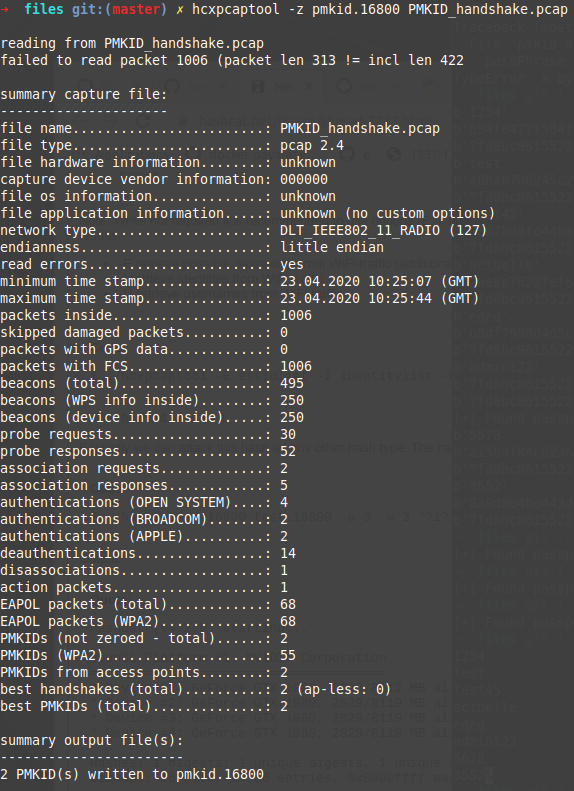 → files git:(master) ✗ hcxpcaptool -z pmkid.16800 PMKID_handshake.pcap
reading from PMKID_handshake.pcap
failed to read packet 1006 (packet len 313 != incl len 422
summary capture file:
---------------------
file name........................: PMKID_handshake.pcap
file type........................: pcap 2.4
file hardware information........: unknown
capture device vendor information: 000000
file os information..............: unknown
file application information.....: unknown (no custom options)
network type.....................: DLT_IEEE802_11_RADIO (127)
endianness.......................: little endian
read errors......................: yes
minimum time stamp...............: 23.04.2020 10:25:07 (GMT)
maximum time stamp...............: 23.04.2020 10:25:44 (GMT)
packets inside...................: 1006
skipped damaged packets..........: 0
packets with GPS data............: 0
packets with FCS.................: 1006
beacons (total)..................: 495
beacons (WPS info inside)........: 250
beacons (device info inside).....: 250
probe requests...................: 30
probe responses..................: 52
association requests.............: 2
association responses............: 5
authentications (OPEN SYSTEM)....: 4
authentications (BROADCOM).......: 2
authentications (APPLE)..........: 2
deauthentications................: 14
disassociations..................: 1
action packets...................: 1
EAPOL packets (total)............: 68
EAPOL packets (WPA2).............: 68
PMKIDs (not zeroed - total)......: 2
PMKIDs (WPA2)....................: 55
PMKIDs from access points........: 2
best handshakes (total)..........: 2 (ap-less: 0)
best PMKIDs (total)..............: 2
summary output file(s):
-----------------------
2 PMKID(s) written to pmkid.16800